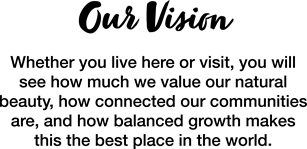 Our Vision
Whether you live here or visit, you will
see how much we value our natural
beauty, how connected our communities
are, and how balanced growth makes
this the best place in the world.